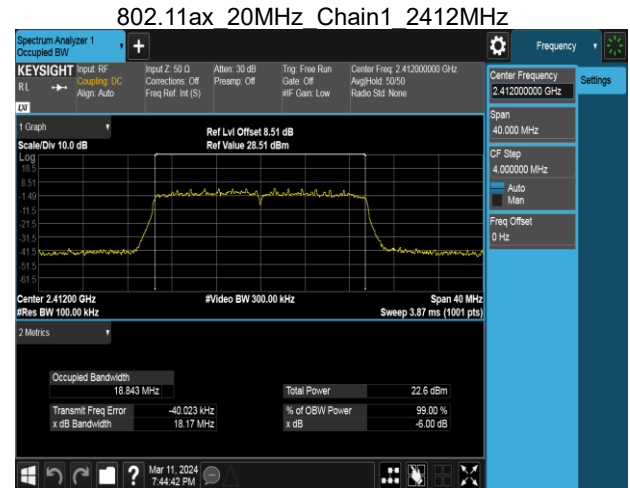 802.11ax_20MHz_Chain1_2412MHz
Spectrum Analyzer 1
Occupied BW
Frequency
KEYSIGHT
RL
Input: RF
Coupling: DC
Align: Auto
Input Z: 50 Ω
Corrections: Off
Freq Ref: Int (S)
Atten: 30 dB
Preamp: Off
Trig: Free Run
Gate: Off
#IF Gain: Low
Center Freq: 2.412000000 GHz
Avg|Hold: 50/50
Radio Std: None
LXI
Center Frequency
2.412000000 GHz
Settings
Span
40.000 MHz
CF Step
4.000000 MHz
Auto
Man
Freq Offset
0 Hz
1 Graph
Scale/Div 10.0 dB
Ref Lvl Offset 8.51 dB
Ref Value 28.51 dBm
Log
18.5
8.51
-1.49
-11.5
-21.5
-31.5
-41.5
-51.5
-61.5
Center 2.41200 GHz
#Res BW 100.00 kHz
#Video BW 300.00 kHz
Span 40 MHz
Sweep 3.87 ms (1001 pts)
2 Metrics
Occupied Bandwidth
18.843 MHz
Total Power 22.6 dBm
Transmit Freq Error -40.023 kHz
% of OBW Power 99.00 %
x dB Bandwidth 18.17 MHz
x dB -6.00 dB
Mar 11, 2024
7:44:42 PM